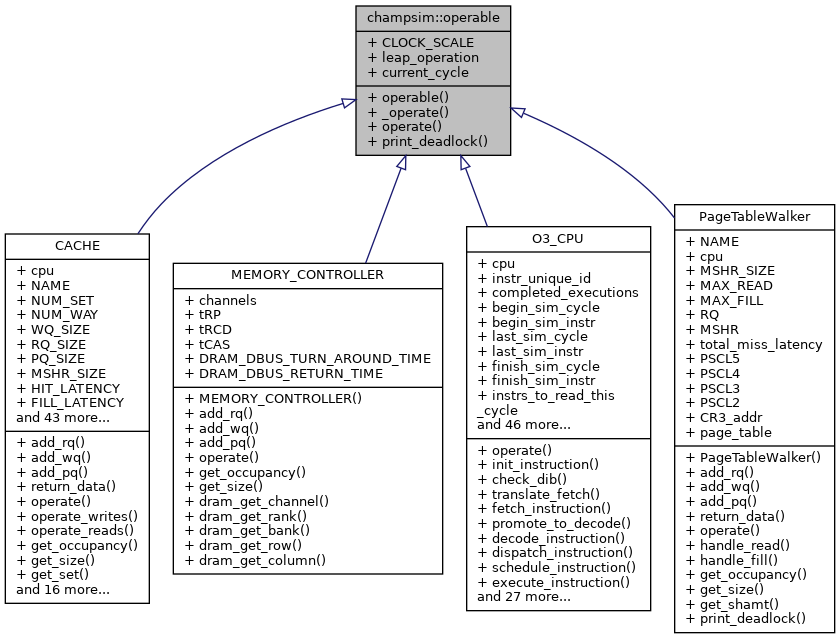 champsim::operable
+ CLOCK_SCALE
+ leap_operation
+ current_cycle
+ operable()
+ _operate()
+ operate()
+ print_deadlock()
CACHE
+ cpu
+ NAME
+ NUM_SET
+ NUM_WAY
+ WQ_SIZE
+ RQ_SIZE
+ PQ_SIZE
+ MSHR_SIZE
+ HIT_LATENCY
+ FILL_LATENCY
and 43 more...
+ add_rq()
+ add_wq()
+ add_pq()
+ return_data()
+ operate()
+ operate_writes()
+ operate_reads()
+ get_occupancy()
+ get_size()
+ get_set()
and 16 more...
MEMORY_CONTROLLER
+ channels
+ tRP
+ tRCD
+ tCAS
+ DRAM_DBUS_TURN_AROUND_TIME
+ DRAM_DBUS_RETURN_TIME
+ MEMORY_CONTROLLER()
+ add_rq()
+ add_wq()
+ add_pq()
+ operate()
+ get_occupancy()
+ get_size()
+ dram_get_channel()
+ dram_get_rank()
+ dram_get_bank()
+ dram_get_row()
+ dram_get_column()
O3_CPU
+ cpu
+ instr_unique_id
+ completed_executions
+ begin_sim_cycle
+ begin_sim_instr
+ last_sim_cycle
+ last_sim_instr
+ finish_sim_cycle
+ finish_sim_instr
+ instrs_to_read_this
_cycle
and 46 more...
+ operate()
+ init_instruction()
+ check_dib()
+ translate_fetch()
+ fetch_instruction()
+ promote_to_decode()
+ decode_instruction()
+ dispatch_instruction()
+ schedule_instruction()
+ execute_instruction()
and 27 more...
PageTableWalker
+ NAME
+ cpu
+ MSHR_SIZE
+ MAX_READ
+ MAX_FILL
+ RQ
+ MSHR
+ total_miss_latency
+ PSCL5
+ PSCL4
+ PSCL3
+ PSCL2
+ CR3_addr
+ page_table
+ PageTableWalker()
+ add_rq()
+ add_wq()
+ add_pq()
+ return_data()
+ operate()
+ handle_read()
+ handle_fill()
+ get_occupancy()
+ get_size()
+ get_shamt()
+ print_deadlock()